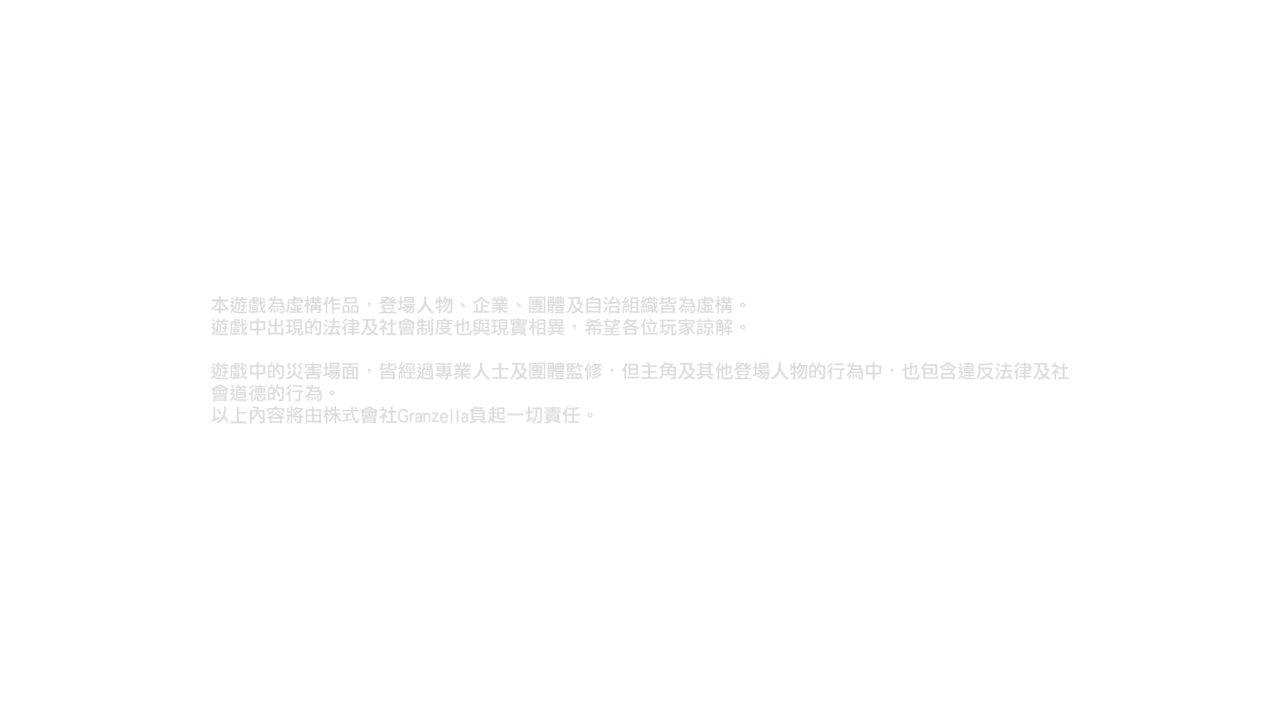 本遊戲為虛構作品，登場人物、企業、團體及自治組織皆為虛構。
遊戲中出現的法律及社會制度也與現實相異，希望各位玩家諒解。
遊戲中的災害場面，皆經過專業人士及團體監修，但主角及其他登場人物的行為中，也包含違反法律及社
會道德的行為。
以上內容將由株式會社Granzella負起一切責任。